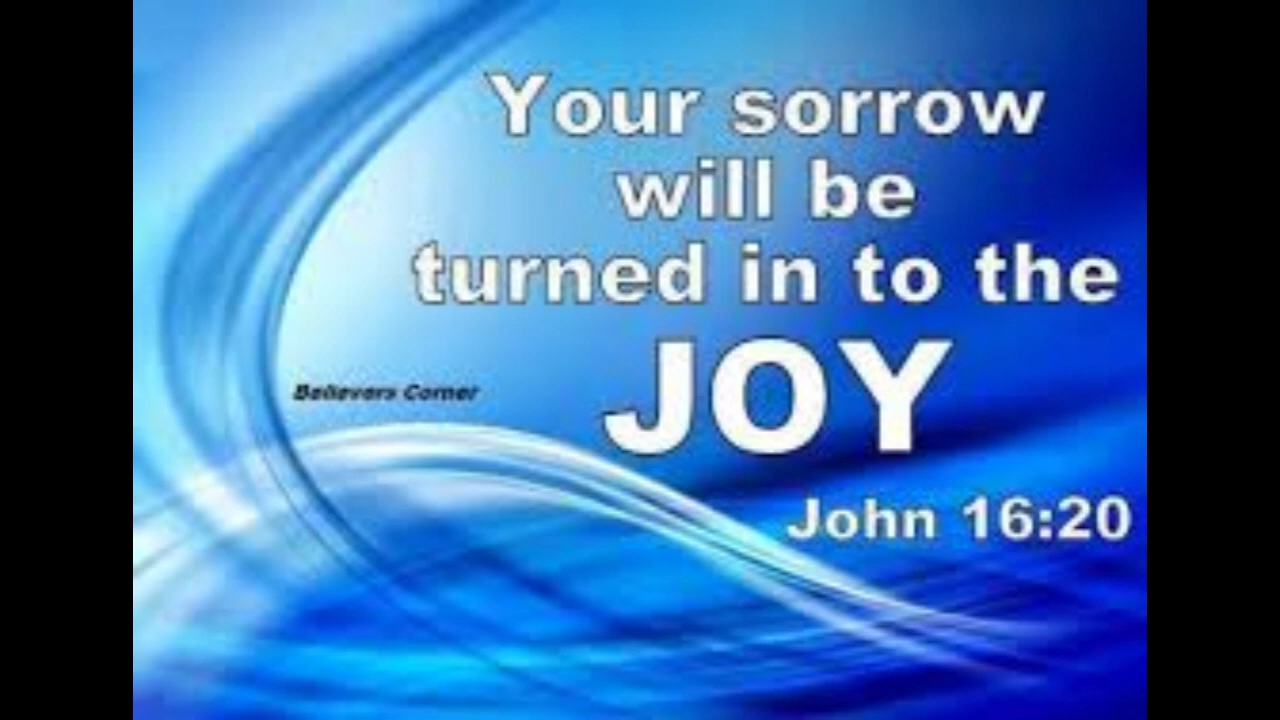 Your sorrow
will be
turned in to the
JOY
Believers Corner
John 16:20